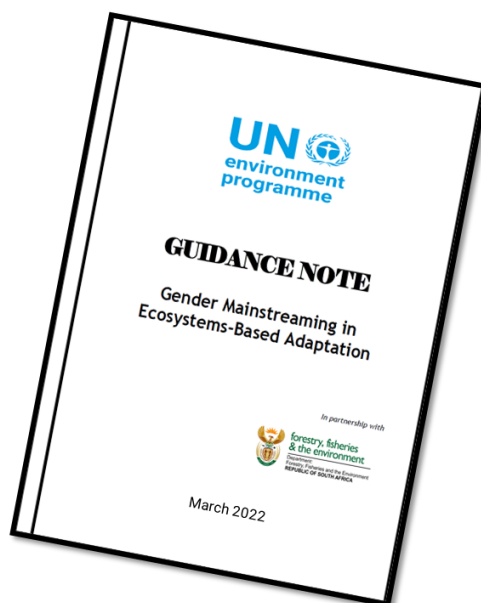 UN
environment
programme
GUIDANCE NOTE
Gender Mainstreaming in
Ecosystems-Based Adaptation
In partnership with
forestry, fisheries
& the environment
Department:
Forestry, Fisheries and the Environment
REPUBLIC OF SOUTH AFRICA
March 2022